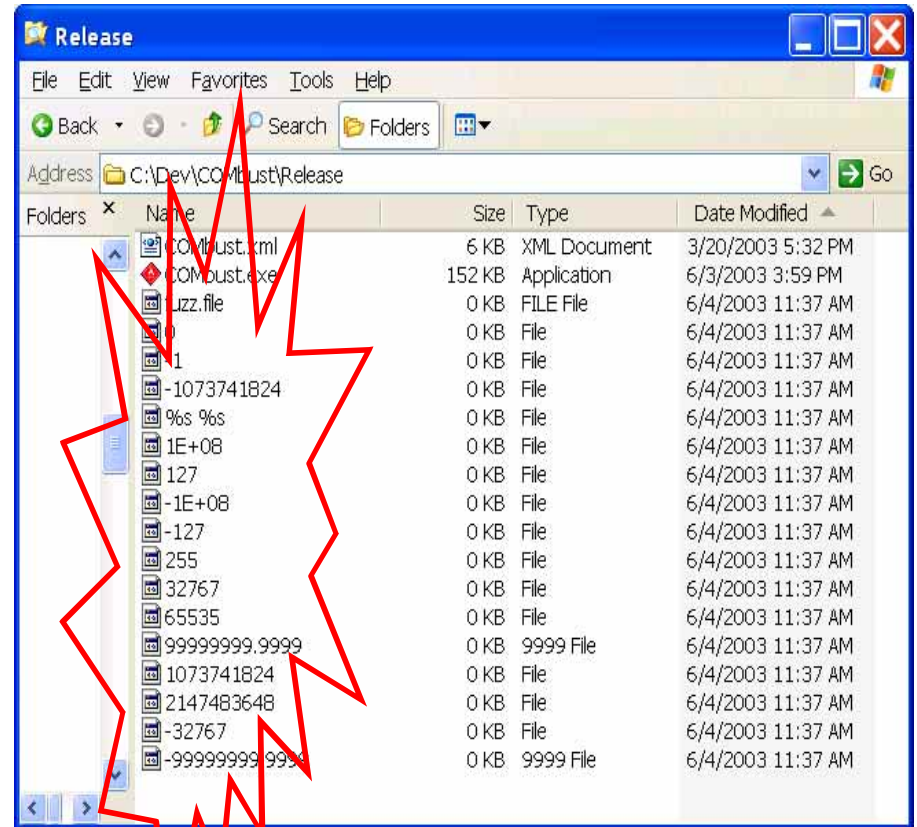 Release
File Edit View Favorites Tools Help
Back Search Folders
Address C:\Dev\COMbust\Release Go
Folders × Name Size Type Date Modified
COMbust.xml 6 KB XML Document 3/20/2003 5:32 PM
COMbust.exe 152 KB Application 6/3/2003 3:59 PM
fuzz.file 0 KB FILE File 6/4/2003 11:37 AM
0 0 KB File 6/4/2003 11:37 AM
-1 0 KB File 6/4/2003 11:37 AM
-1073741824 0 KB File 6/4/2003 11:37 AM
%s %s 0 KB File 6/4/2003 11:37 AM
1E+08 0 KB File 6/4/2003 11:37 AM
127 0 KB File 6/4/2003 11:37 AM
-1E+08 0 KB File 6/4/2003 11:37 AM
-127 0 KB File 6/4/2003 11:37 AM
255 0 KB File 6/4/2003 11:37 AM
32767 0 KB File 6/4/2003 11:37 AM
65535 0 KB File 6/4/2003 11:37 AM
99999999.9999 0 KB 9999 File 6/4/2003 11:37 AM
1073741824 0 KB File 6/4/2003 11:37 AM
2147483648 0 KB File 6/4/2003 11:37 AM
-32767 0 KB File 6/4/2003 11:37 AM
-99999999.9999 0 KB 9999 File 6/4/2003 11:37 AM